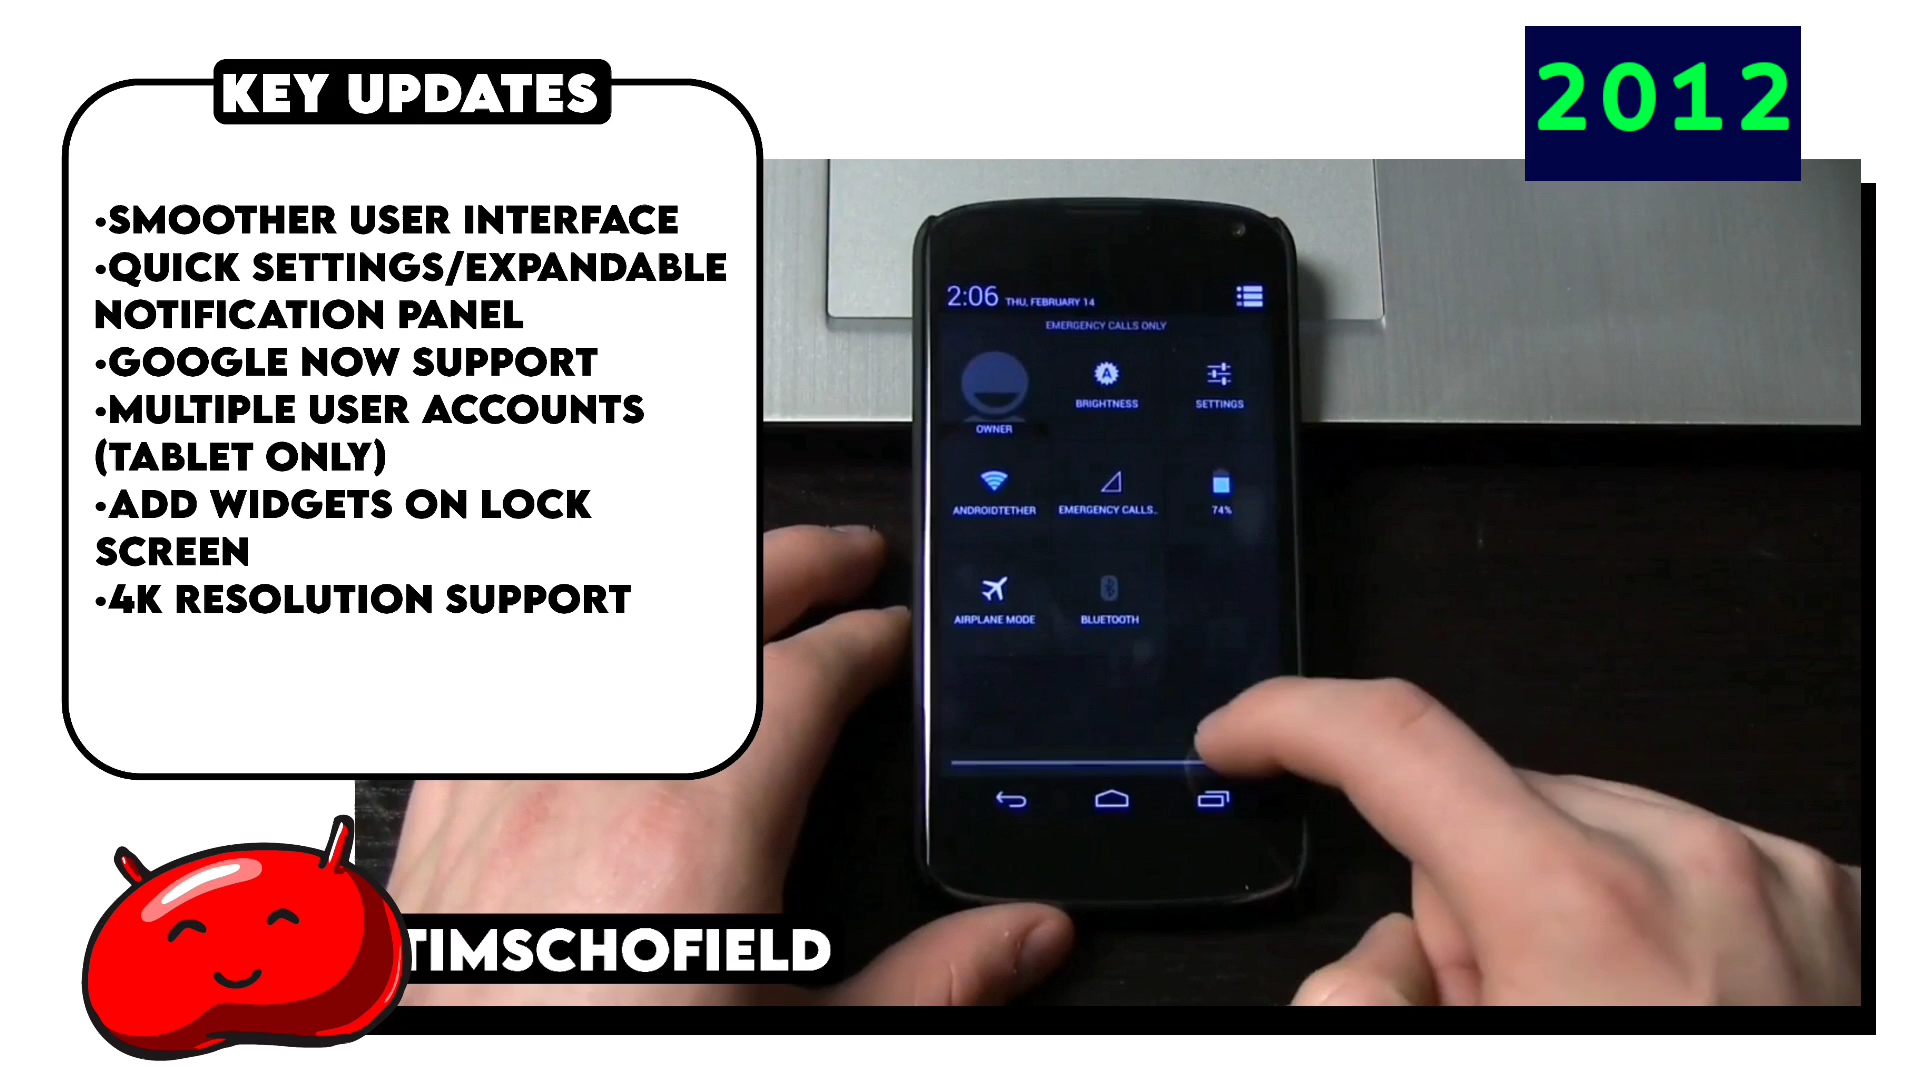 KEY UPDATES
2012
•SMOOTHER USER INTERFACE
•QUICK SETTINGS/EXPANDABLE
NOTIFICATION PANEL
•GOOGLE NOW SUPPORT
•MULTIPLE USER ACCOUNTS
(TABLET ONLY)
•ADD WIDGETS ON LOCK
SCREEN
•4K RESOLUTION SUPPORT
2:06 THU, FEBRUARY 14
EMERGENCY CALLS ONLY
OWNER
A
BRIGHTNESS
SETTINGS
ANDROIDTETHER
EMERGENCY CALLS..
74%
AIRPLANE MODE
BLUETOOTH
TIMSCHOFIELD